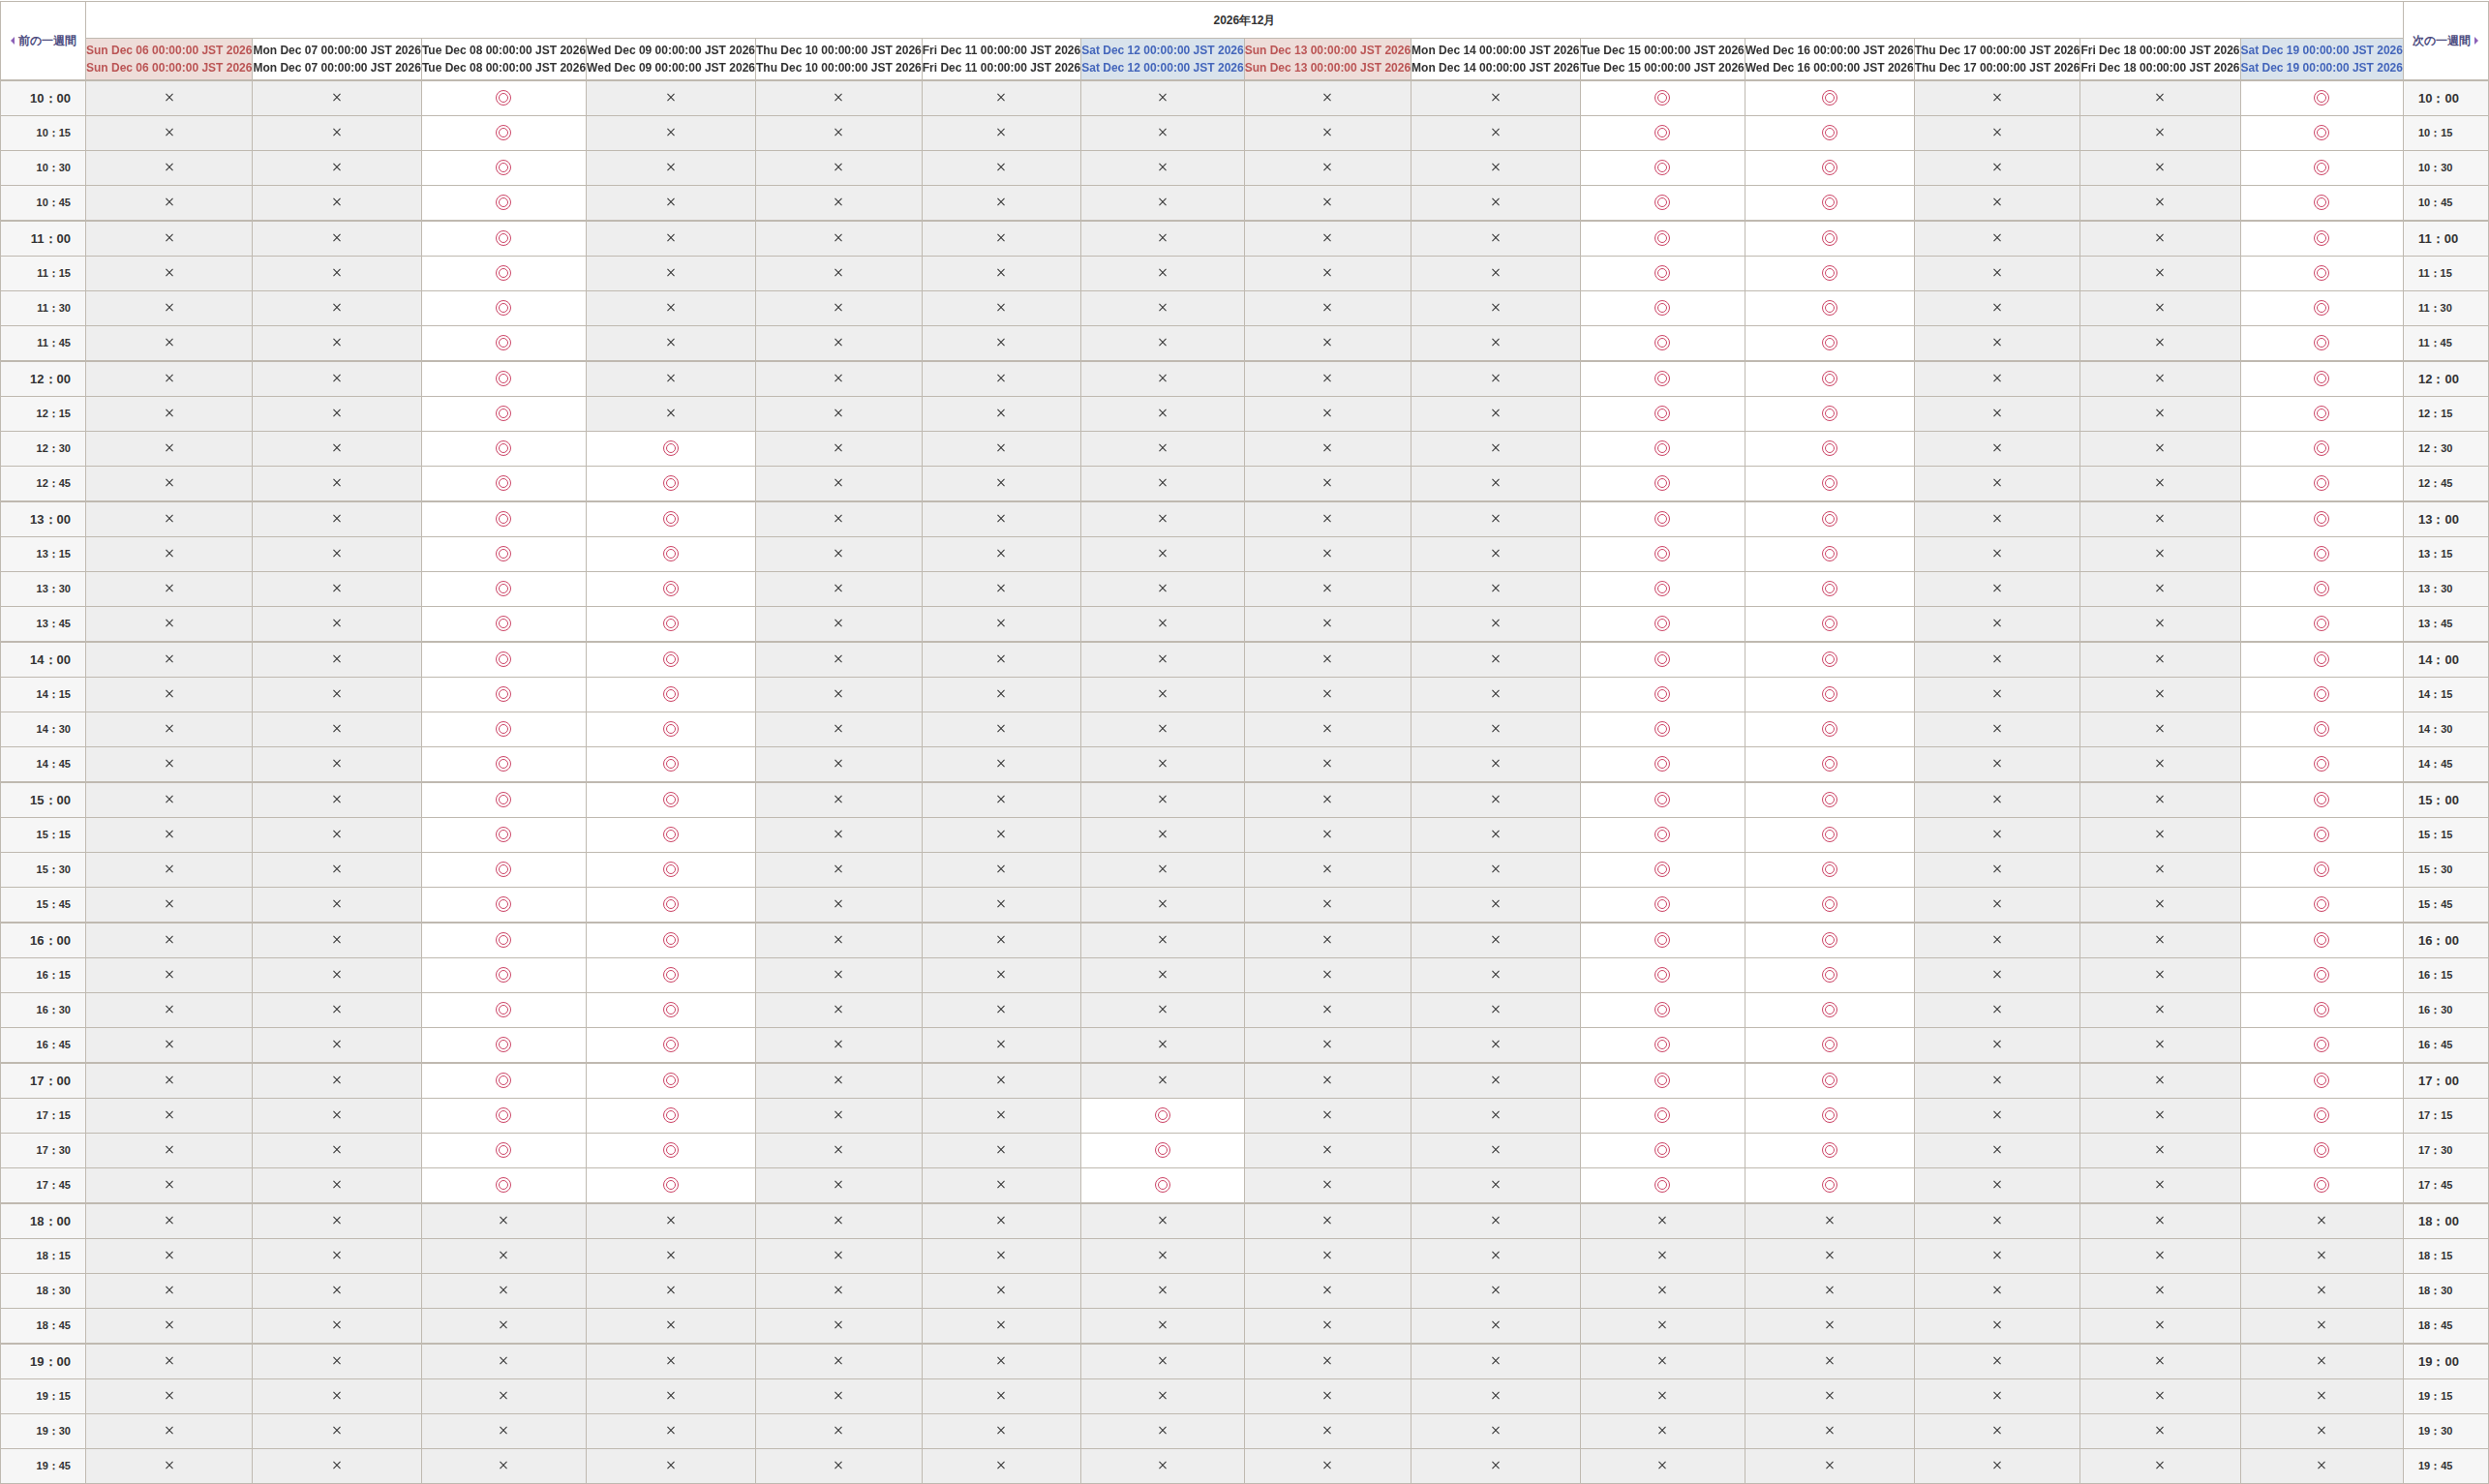 2026年12月
前の一週間
次の一週間
Sun Dec 06 00:00:00 JST 2026 Mon Dec 07 00:00:00 JST 2026 Tue Dec 08 00:00:00 JST 2026 Wed Dec 09 00:00:00 JST 2026 Thu Dec 10 00:00:00 JST 2026 Fri Dec 11 00:00:00 JST 2026 Sat Dec 12 00:00:00 JST 2026 Sun Dec 13 00:00:00 JST 2026 Mon Dec 14 00:00:00 JST 2026 Tue Dec 15 00:00:00 JST 2026 Wed Dec 16 00:00:00 JST 2026 Thu Dec 17 00:00:00 JST 2026 Fri Dec 18 00:00:00 JST 2026 Sat Dec 19 00:00:00 JST 2026
Sun Dec 06 00:00:00 JST 2026 Mon Dec 07 00:00:00 JST 2026 Tue Dec 08 00:00:00 JST 2026 Wed Dec 09 00:00:00 JST 2026 Thu Dec 10 00:00:00 JST 2026 Fri Dec 11 00:00:00 JST 2026 Sat Dec 12 00:00:00 JST 2026 Sun Dec 13 00:00:00 JST 2026 Mon Dec 14 00:00:00 JST 2026 Tue Dec 15 00:00:00 JST 2026 Wed Dec 16 00:00:00 JST 2026 Thu Dec 17 00:00:00 JST 2026 Fri Dec 18 00:00:00 JST 2026 Sat Dec 19 00:00:00 JST 2026
10：00 × × ◎ × × × × × × ◎ ◎ × × ◎ 10：00
10：15 × × ◎ × × × × × × ◎ ◎ × × ◎ 10：15
10：30 × × ◎ × × × × × × ◎ ◎ × × ◎ 10：30
10：45 × × ◎ × × × × × × ◎ ◎ × × ◎ 10：45
11：00 × × ◎ × × × × × × ◎ ◎ × × ◎ 11：00
11：15 × × ◎ × × × × × × ◎ ◎ × × ◎ 11：15
11：30 × × ◎ × × × × × × ◎ ◎ × × ◎ 11：30
11：45 × × ◎ × × × × × × ◎ ◎ × × ◎ 11：45
12：00 × × ◎ × × × × × × ◎ ◎ × × ◎ 12：00
12：15 × × ◎ × × × × × × ◎ ◎ × × ◎ 12：15
12：30 × × ◎ ◎ × × × × × ◎ ◎ × × ◎ 12：30
12：45 × × ◎ ◎ × × × × × ◎ ◎ × × ◎ 12：45
13：00 × × ◎ ◎ × × × × × ◎ ◎ × × ◎ 13：00
13：15 × × ◎ ◎ × × × × × ◎ ◎ × × ◎ 13：15
13：30 × × ◎ ◎ × × × × × ◎ ◎ × × ◎ 13：30
13：45 × × ◎ ◎ × × × × × ◎ ◎ × × ◎ 13：45
14：00 × × ◎ ◎ × × × × × ◎ ◎ × × ◎ 14：00
14：15 × × ◎ ◎ × × × × × ◎ ◎ × × ◎ 14：15
14：30 × × ◎ ◎ × × × × × ◎ ◎ × × ◎ 14：30
14：45 × × ◎ ◎ × × × × × ◎ ◎ × × ◎ 14：45
15：00 × × ◎ ◎ × × × × × ◎ ◎ × × ◎ 15：00
15：15 × × ◎ ◎ × × × × × ◎ ◎ × × ◎ 15：15
15：30 × × ◎ ◎ × × × × × ◎ ◎ × × ◎ 15：30
15：45 × × ◎ ◎ × × × × × ◎ ◎ × × ◎ 15：45
16：00 × × ◎ ◎ × × × × × ◎ ◎ × × ◎ 16：00
16：15 × × ◎ ◎ × × × × × ◎ ◎ × × ◎ 16：15
16：30 × × ◎ ◎ × × × × × ◎ ◎ × × ◎ 16：30
16：45 × × ◎ ◎ × × × × × ◎ ◎ × × ◎ 16：45
17：00 × × ◎ ◎ × × × × × ◎ ◎ × × ◎ 17：00
17：15 × × ◎ ◎ × × ◎ × × ◎ ◎ × × ◎ 17：15
17：30 × × ◎ ◎ × × ◎ × × ◎ ◎ × × ◎ 17：30
17：45 × × ◎ ◎ × × ◎ × × ◎ ◎ × × ◎ 17：45
18：00 × × × × × × × × × × × × × × 18：00
18：15 × × × × × × × × × × × × × × 18：15
18：30 × × × × × × × × × × × × × × 18：30
18：45 × × × × × × × × × × × × × × 18：45
19：00 × × × × × × × × × × × × × × 19：00
19：15 × × × × × × × × × × × × × × 19：15
19：30 × × × × × × × × × × × × × × 19：30
19：45 × × × × × × × × × × × × × × 19：45